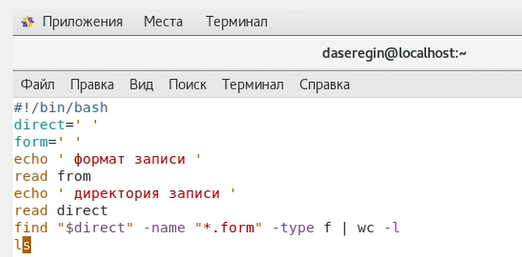 Приложения Места Терминал
daseregin@localhost:~
Файл Правка Вид Поиск Терминал Справка
#!/bin/bash
direct=' '
form=' '
echo ' формат записи '
read from
echo ' директория записи '
read direct
find "$direct" -name "*.form" -type f | wc -l
ls